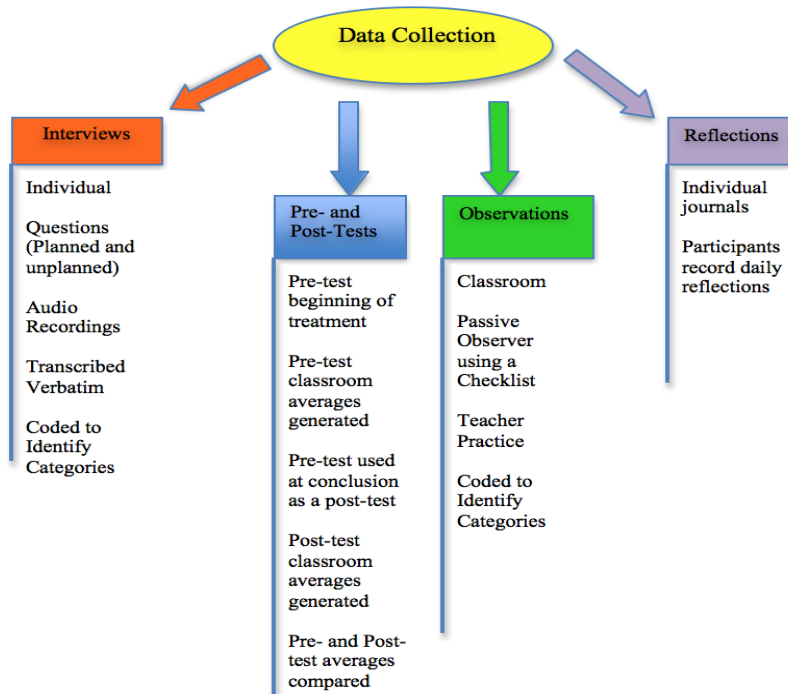 Data Collection
Interviews
Individual
Questions
(Planned and
unplanned)
Audio
Recordings
Transcribed
Verbatim
Coded to
Identify
Categories
Pre- and
Post-Tests
Pre-test
beginning of
treatment
Pre-test
classroom
averages
generated
Pre-test used
at conclusion
as a post-test
Post-test
classroom
averages
generated
Pre- and Post-
test averages
compared
Observations
Classroom
Passive
Observer
using a
Checklist
Teacher
Practice
Coded to
Identify
Categories
Reflections
Individual
journals
Participants
record daily
reflections